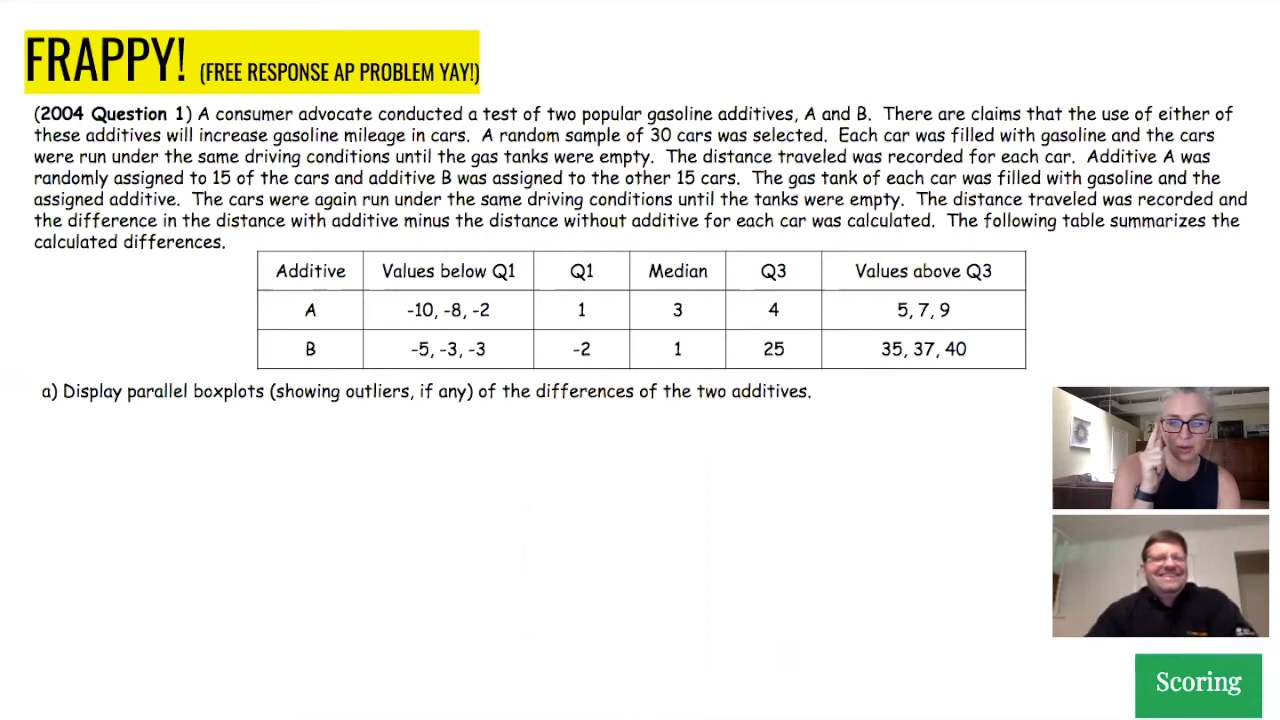 FRAPPY! (FREE RESPONSE AP PROBLEM YAY!)
(2004 Question 1) A consumer advocate conducted a test of two popular gasoline additives, A and B. There are claims that the use of either of
these additives will increase gasoline mileage in cars. A random sample of 30 cars was selected. Each car was filled with gasoline and the cars
were run under the same driving conditions until the gas tanks were empty. The distance traveled was recorded for each car. Additive A was
randomly assigned to 15 of the cars and additive B was assigned to the other 15 cars. The gas tank of each car was filled with gasoline and the
assigned additive. The cars were again run under the same driving conditions until the tanks were empty. The distance traveled was recorded and
the difference in the distance with additive minus the distance without additive for each car was calculated. The following table summarizes the
calculated differences.
Additive Values below Q1 Q1 Median Q3 Values above Q3
A -10, -8, -2 1 3 4 5, 7, 9
B -5, -3, -3 -2 1 25 35, 37, 40
a) Display parallel boxplots (showing outliers, if any) of the differences of the two additives.
Scoring